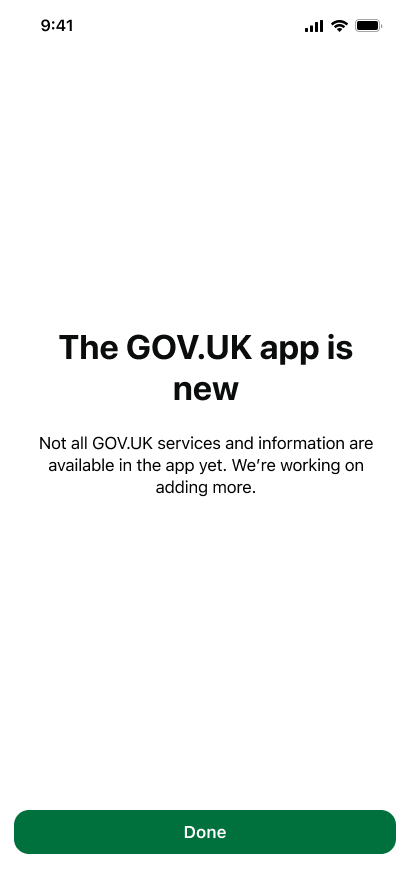 9:41
The GOV.UK app is
new
Not all GOV.UK services and information are
available in the app yet. We’re working on
adding more.
Done